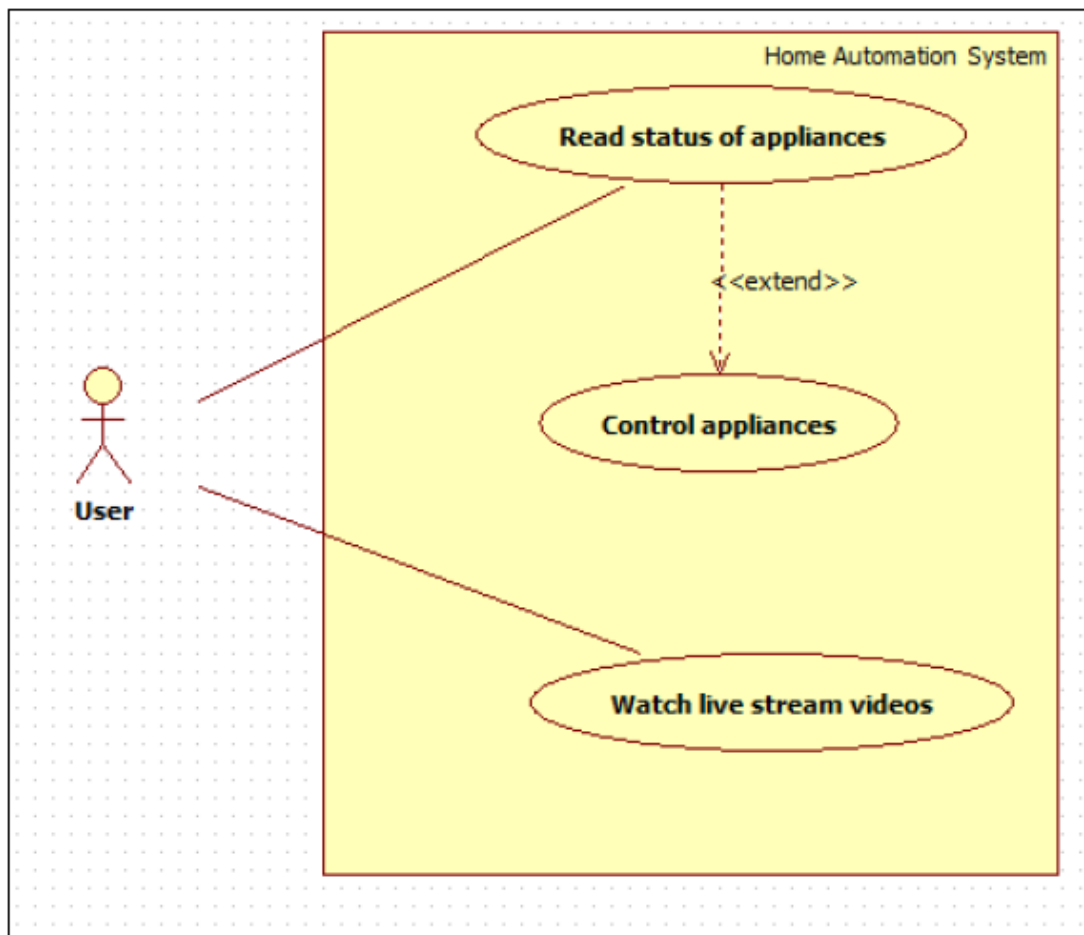 Home Automation System
Read status of appliances
<<extend>>
Control appliances
User
Watch live stream videos